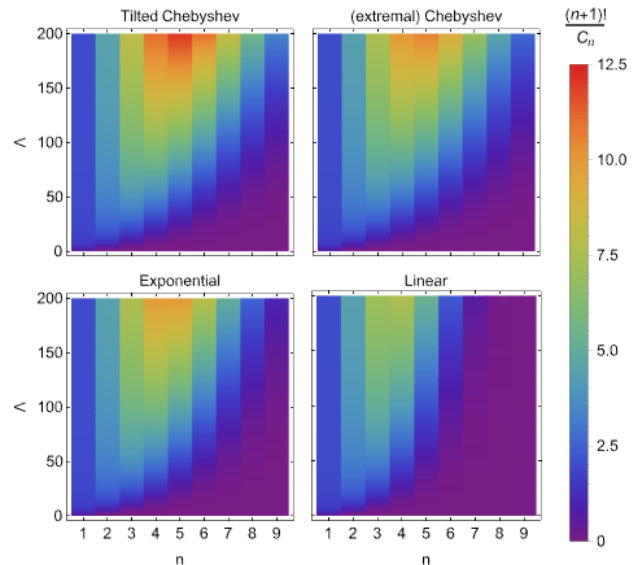 Tilted Chebyshev
(extremal) Chebyshev
(n+1)!
C_n
200
150
100
50
0
Λ
12.5
10.0
7.5
5.0
2.5
0
Exponential
Linear
200
150
100
50
0
Λ
1 2 3 4 5 6 7 8 9
1 2 3 4 5 6 7 8 9
n
n